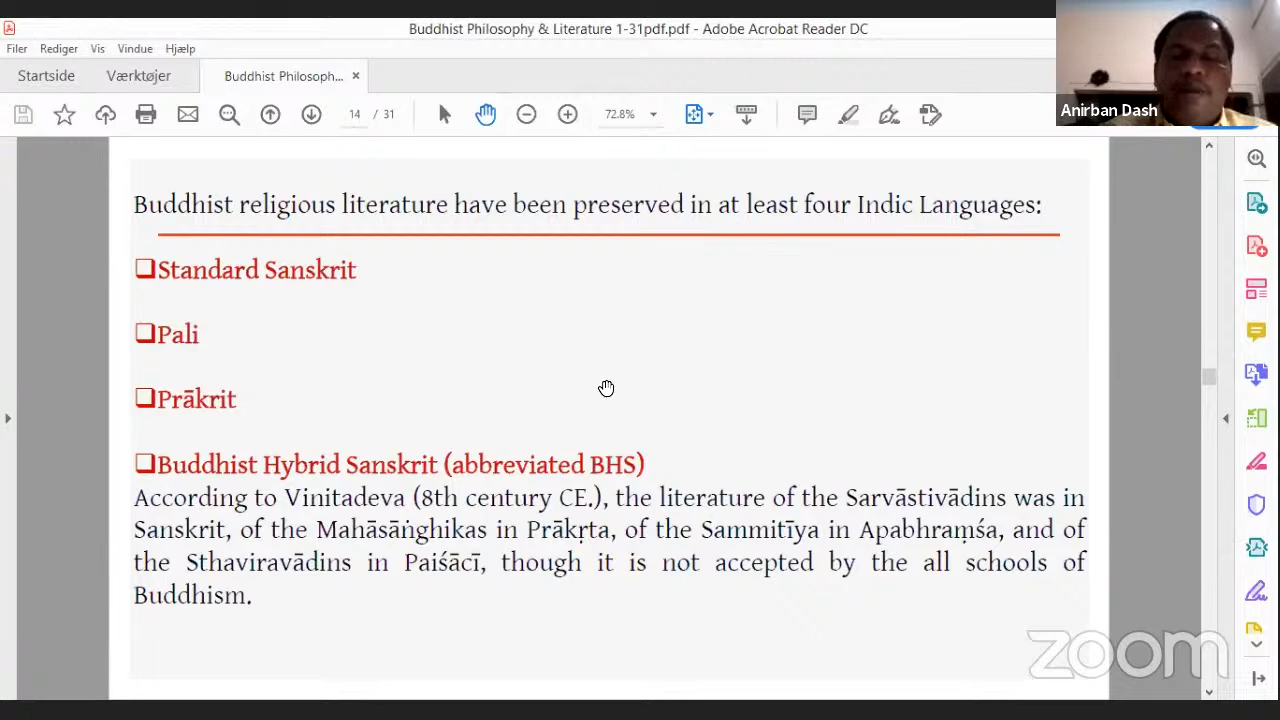 Buddhist Philosophy & Literature 1-31pdf.pdf - Adobe Acrobat Reader DC
Filer Rediger Vis Vindue Hjælp
Startside Værktøjer Buddhist Philosoph... ×
14 / 31 72.8%
Anirban Dash
Buddhist religious literature have been preserved in at least four Indic Languages:
❑Standard Sanskrit
❑Pali
❑Prākrit
❑Buddhist Hybrid Sanskrit (abbreviated BHS)
According to Vinitadeva (8th century CE.), the literature of the Sarvāstivādins was in
Sanskrit, of the Mahāsāṅghikas in Prākṛta, of the Sammitīya in Apabhraṃśa, and of
the Sthaviravādins in Paiśācī, though it is not accepted by the all schools of
Buddhism.
zoom